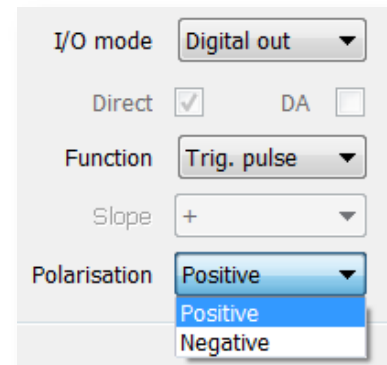 I/O mode Digital out
Direct DA
Function Trig. pulse
Slope +
Polarisation Positive
Positive
Negative